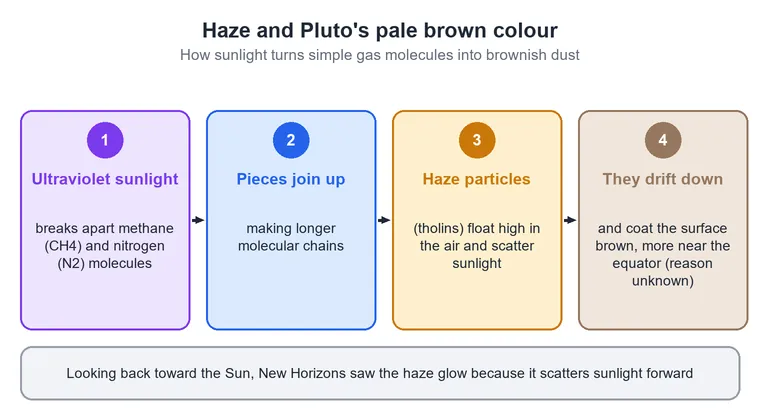 Haze and Pluto's pale brown colour
How sunlight turns simple gas molecules into brownish dust
1
Ultraviolet sunlight
breaks apart methane
(CH4) and nitrogen
(N2) molecules
2
Pieces join up
making longer
molecular chains
3
Haze particles
(tholins) float high in
the air and scatter
sunlight
4
They drift down
and coat the surface
brown, more near the
equator (reason
unknown)
Looking back toward the Sun, New Horizons saw the haze glow because it scatters sunlight forward